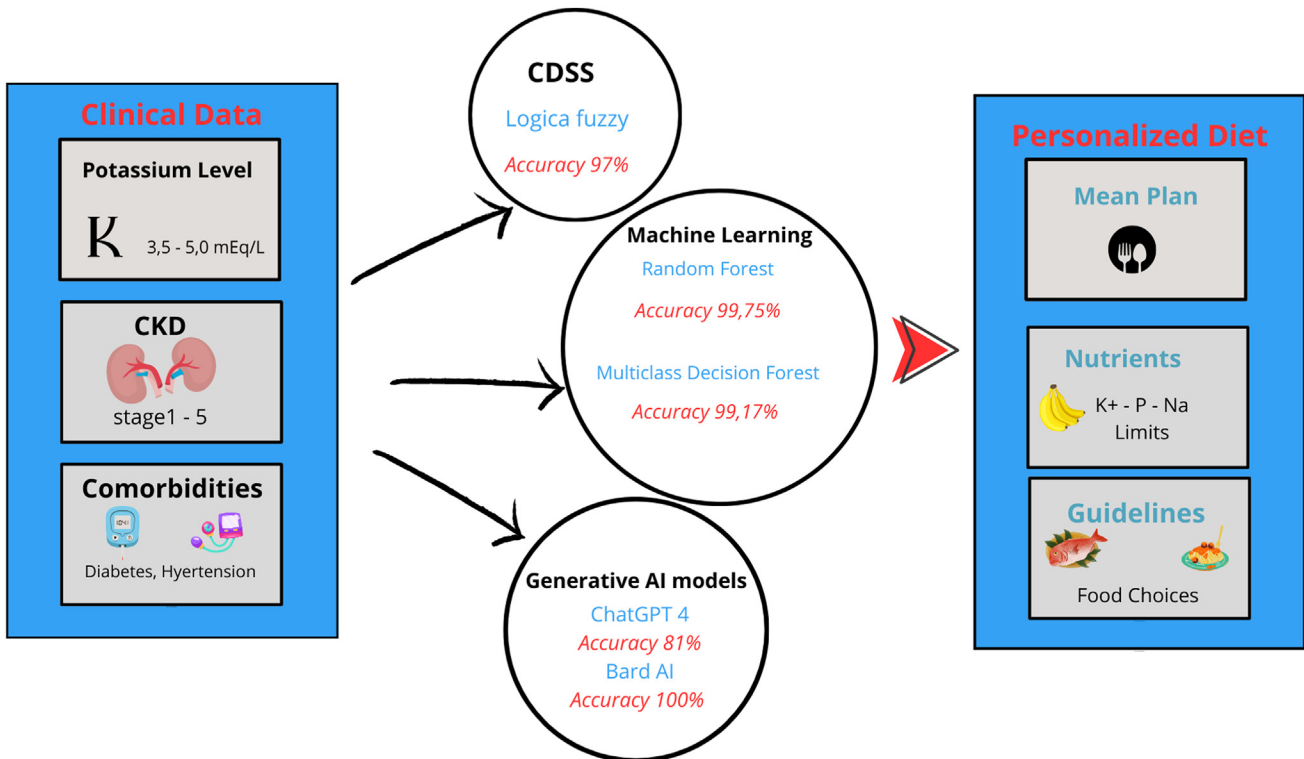 Clinical Data
Potassium Level
K
3,5 - 5,0 mEq/L
CKD
stage1 - 5
Comorbidities
1041
Diabetes, Hyertension
CDSS
Logica fuzzy
Accuracy 97%
Machine Learning
Random Forest
Accuracy 99,75%
Multiclass Decision Forest
Accuracy 99,17%
Generative AI models
ChatGPT 4
Accuracy 81%
Bard AI
Accuracy 100%
Personalized Diet
Mean Plan
Nutrients
K+ - P - Na
Limits
Guidelines
Food Choices